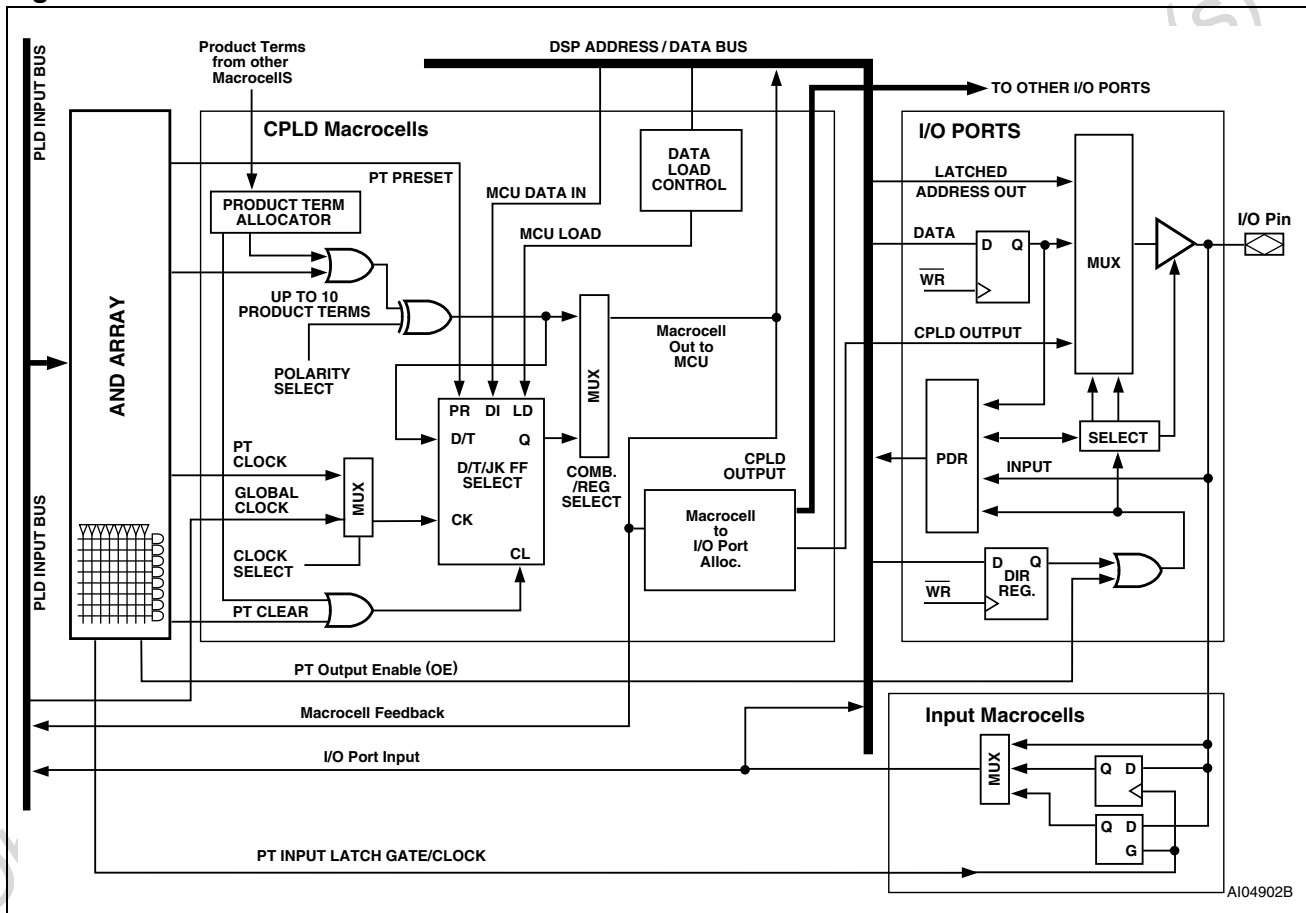 Product Terms
from other
MacrocellS
DSP ADDRESS / DATA BUS
TO OTHER I/O PORTS
PLD INPUT BUS
CPLD Macrocells
I/O PORTS
DATA
LOAD
CONTROL
LATCHED
ADDRESS OUT
PT PRESET
MCU DATA IN
PRODUCT TERM
ALLOCATOR
I/O Pin
MCU LOAD
DATA
D Q
MUX
WR
AND ARRAY
UP TO 10
PRODUCT TERMS
Macrocell
Out to
MCU
CPLD OUTPUT
POLARITY
SELECT
MUX
PR DI LD
D/T Q
D/T/JK FF
SELECT
CK
CL
COMB.
/REG
SELECT
PT
CLOCK
GLOBAL
CLOCK
MUX
CLOCK
SELECT
PT CLEAR
CPLD
OUTPUT
Macrocell
to
I/O Port
Alloc.
PDR
SELECT
INPUT
D Q
DIR
REG.
WR
PLD INPUT BUS
PT Output Enable (OE)
Macrocell Feedback
I/O Port Input
Input Macrocells
MUX
Q D
Q D
G
PT INPUT LATCH GATE/CLOCK
AI04902B